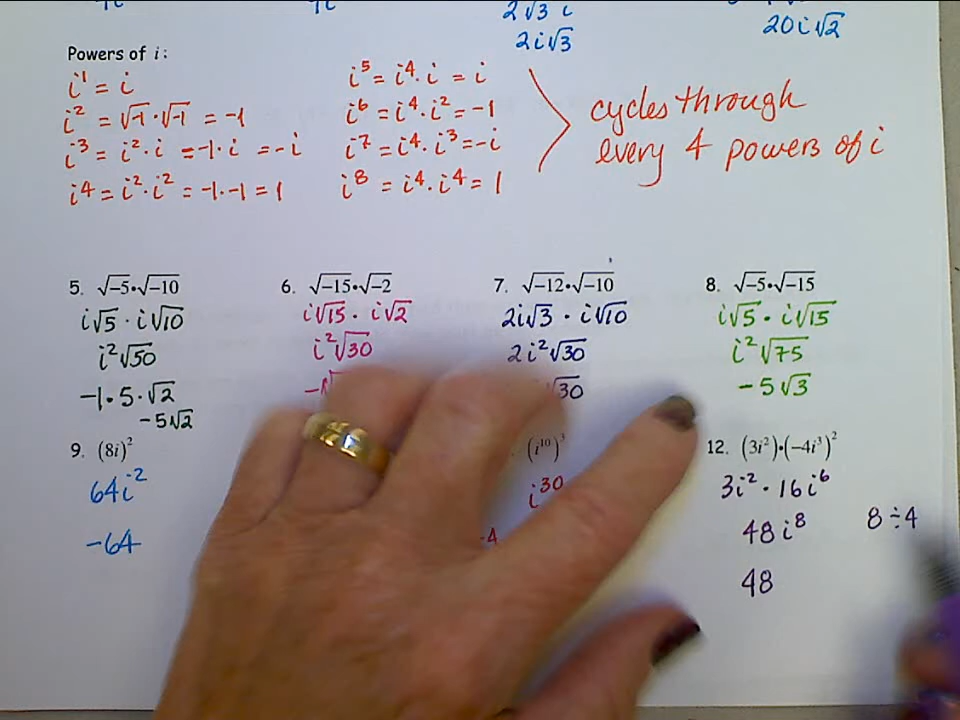 2√3 i
2i√3
20i√2
Powers of i:
i¹ = i
i² = √-1·√-1 = -1
i³ = i²·i = -1·i = -i
i⁴ = i²·i² = -1·-1 = 1
i⁵ = i⁴·i = i
i⁶ = i⁴·i² = -1
i⁷ = i⁴·i³ = -i
i⁸ = i⁴·i⁴ = 1
cycles through
every 4 powers of i
5. √-5•√-10
i√5 · i√10
i²√50
-1•5•√2
-5√2
6. √-15•√-2
i√15 · i√2
i²√30
7. √-12•√-10
2i√3 · i√10
2i²√30
√30
8. √-5•√-15
i√5 · i√15
i²√75
-5√3
9. (8i)²
64i²
-64
(i¹⁰)³
i³⁰
12. (3i²)•(-4i³)²
3i² · 16i⁶
48i⁸
8÷4
48